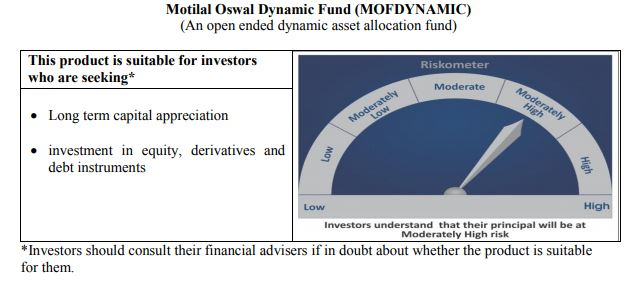 Motilal Oswal Dynamic Fund (MOFDYNAMIC)
(An open ended dynamic asset allocation fund)
This product is suitable for investors
who are seeking*
• Long term capital appreciation
• investment in equity, derivatives and
debt instruments
Riskometer
Low
Moderately
Low
Moderate
Moderately
High
High
Low
High
Investors understand that their principal will be at
Moderately High risk
*Investors should consult their financial advisers if in doubt about whether the product is suitable
for them.